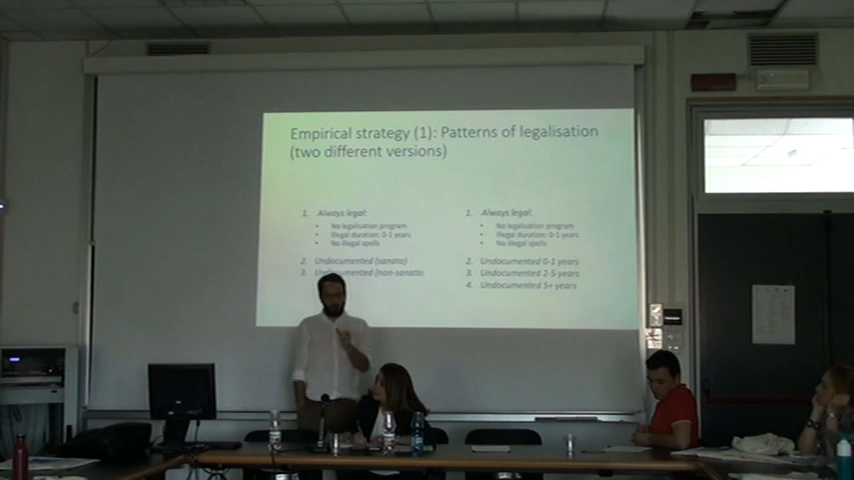 Empirical strategy (1): Patterns of legalisation
(two different versions)
1. Always legal:
• No legalisation program
• Illegal duration: 0-1 years
• No illegal spells
2. Undocumented (sanato)
3. Undocumented (non-sanato)
1. Always legal:
• No legalisation program
• Illegal duration: 0-1 years
• No illegal spells
2. Undocumented 0-1 years
3. Undocumented 2-5 years
4. Undocumented 5+ years